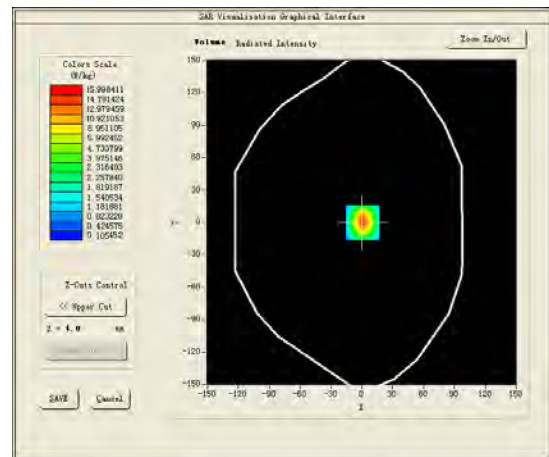 SAR Visualisation Graphical Interface
Volume Radiated Intensity
Zoom In/Out
Colors Scale
(W/kg)
15.998411
14.791424
12.979459
10.921053
8.951105
5.992452
4.733799
3.975146
2.316493
2.257840
1.819187
1.540534
1.181881
0.823228
0.424575
0.105452
Z-Cuts Control
<< Upper Cut
Z = 4.0 mm
SAVE
Cancel
150
120
90
60
30
0
-30
-60
-90
-120
-150
Y
-150 -120 -90 -60 -30 0 30 60 90 120 150
X